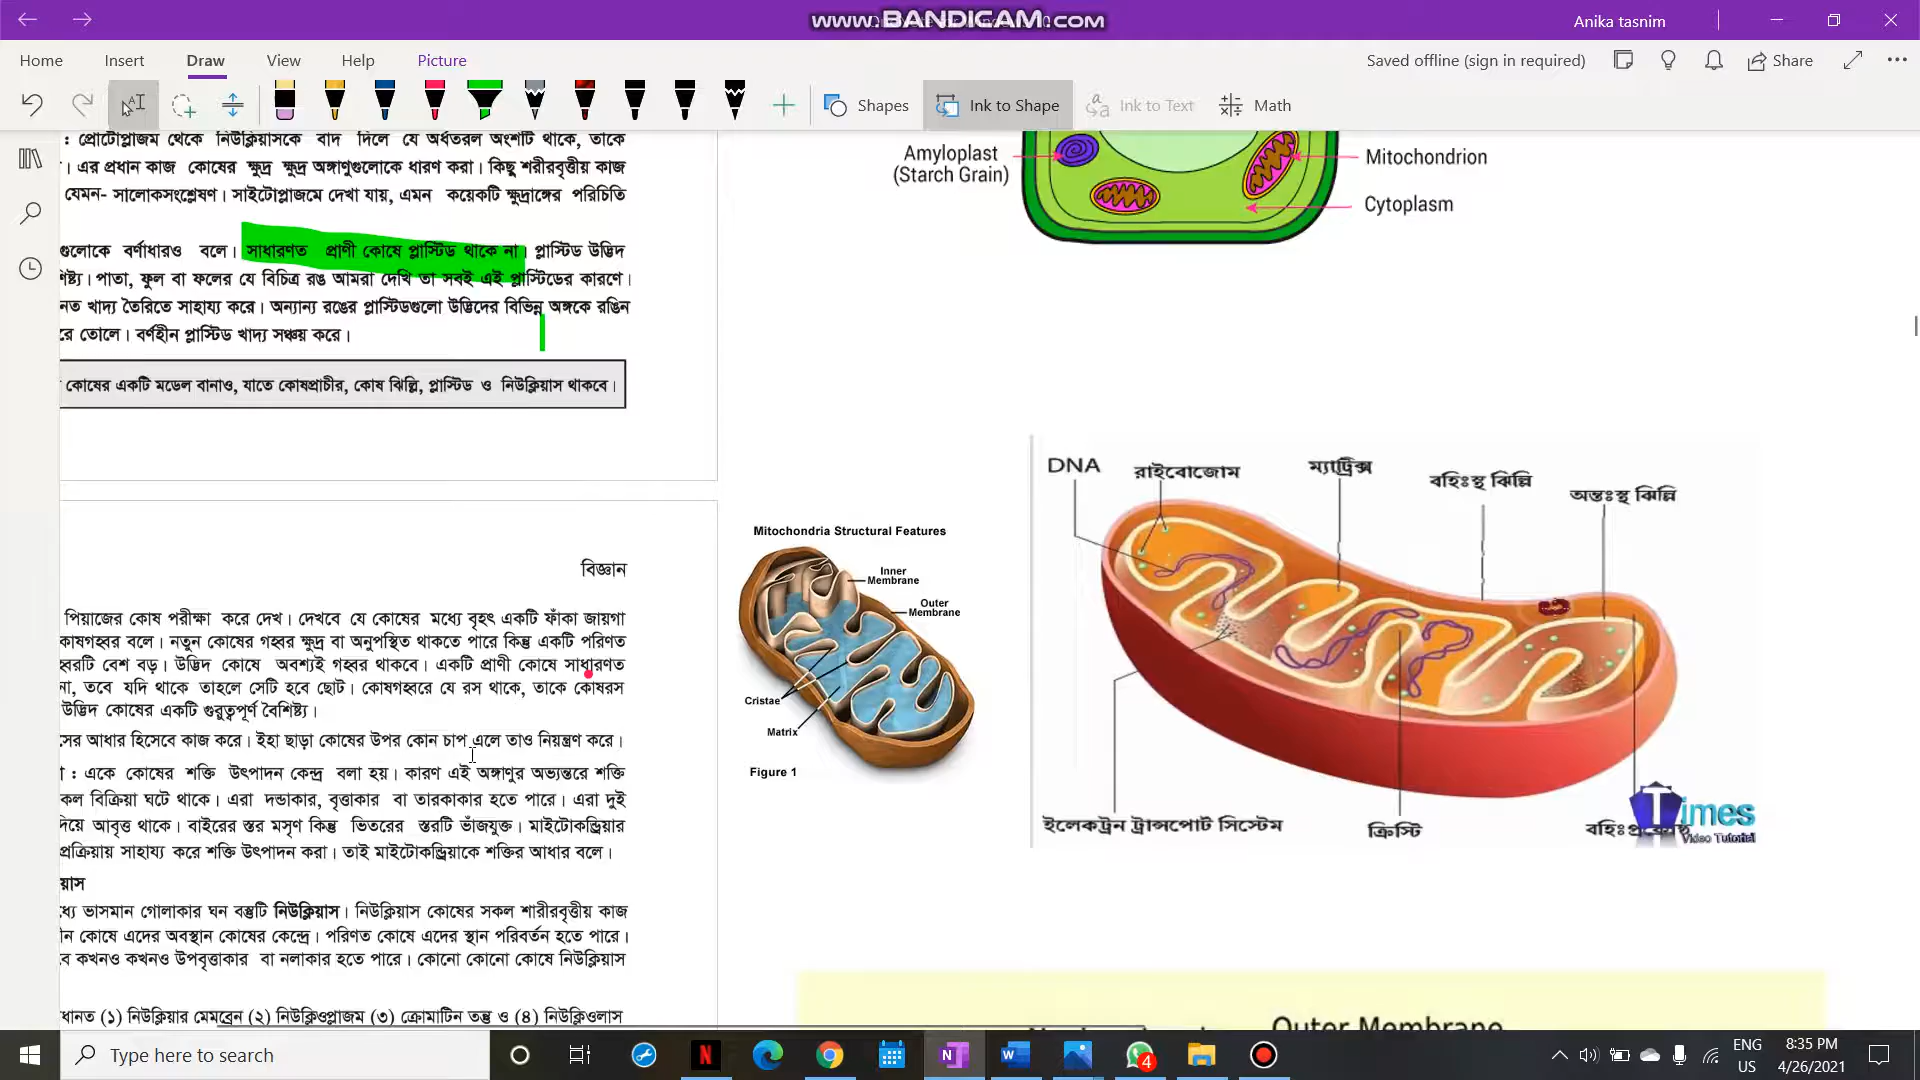 www.BANDICAM.com
Anika tasnim
Home Insert Draw View Help Picture
Saved offline (sign in required) Share
Shapes Ink to Shape Ink to Text Math
: প্রোটোপ্লাজম থেকে নিউক্লিয়াসকে বাদ দিলে যে অর্ধতরল অংশটি থাকে, তাকে
। এর প্রধান কাজ কোষের ক্ষুদ্র ক্ষুদ্র অঙ্গাণুগুলোকে ধারণ করা। কিছু শরীরবৃত্তীয় কাজ
যেমন- সালোকসংশ্লেষণ। সাইটোপ্লাজমে দেখা যায়, এমন কয়েকটি ক্ষুদ্রাঙ্গের পরিচিতি
গুলোকে বর্ণাধারও বলে। সাধারণত প্রাণী কোষে প্লাস্টিড থাকে না। প্লাস্টিড উদ্ভিদ
পাতা, ফুল বা ফলের যে বিচিত্র রঙ আমরা দেখি তা সবই এই প্লাস্টিডের কারণে।
খাদ্য তৈরিতে সাহায্য করে। অন্যান্য রঙের প্লাস্টিডগুলো উদ্ভিদের বিভিন্ন অঙ্গকে রঙিন
রে তোলে। বর্ণহীন প্লাস্টিড খাদ্য সঞ্চয় করে।
কোষের একটি মডেল বানাও, যাতে কোষপ্রাচীর, কোষ ঝিল্লি, প্লাস্টিড ও নিউক্লিয়াস থাকবে।
বিজ্ঞান
পিয়াজের কোষ পরীক্ষা করে দেখ। দেখবে যে কোষের মধ্যে বৃহৎ একটি ফাঁকা জায়গা
কোষগহ্বর বলে। নতুন কোষের গহ্বর ক্ষুদ্র বা অনুপস্থিত থাকতে পারে কিন্তু একটি পরিণত
হ্বরটি বেশ বড়। উদ্ভিদ কোষে অবশ্যই গহ্বর থাকবে। একটি প্রাণী কোষে সাধারণত
না, তবে যদি থাকে তাহলে সেটি হবে ছোট। কোষগহ্বরে যে রস থাকে, তাকে কোষরস
উদ্ভিদ কোষের একটি গুরুত্বপূর্ণ বৈশিষ্ট্য।
সের আধার হিসেবে কাজ করে। ইহা ছাড়া কোষের উপর কোন চাপ এলে তাও নিয়ন্ত্রণ করে।
: একে কোষের শক্তি উৎপাদন কেন্দ্র বলা হয়। কারণ এই অঙ্গাণুর অভ্যন্তরে শক্তি
কল বিক্রিয়া ঘটে থাকে। এরা দন্ডাকার, বৃত্তাকার বা তারকাকার হতে পারে। এরা দুই
দিয়ে আবৃত্ত থাকে। বাইরের স্তর মসৃণ কিন্তু ভিতরের স্তরটি ভাঁজযুক্ত। মাইটোকন্ড্রিয়ার
প্রক্রিয়ায় সাহায্য করে শক্তি উৎপাদন করা। তাই মাইটোকন্ড্রিয়াকে শক্তির আধার বলে।
য়াস
ধ্যে ভাসমান গোলাকার ঘন বস্তুটি নিউক্লিয়াস। নিউক্লিয়াস কোষের সকল শারীরবৃত্তীয় কাজ
ীন কোষে এদের অবস্থান কোষের কেন্দ্রে। পরিণত কোষে এদের স্থান পরিবর্তন হতে পারে।
বে কখনও কখনও উপবৃত্তাকার বা নলাকার হতে পারে। কোনো কোনো কোষে নিউক্লিয়াস
ধানত (১) নিউক্লিয়ার মেমব্রেন (২) নিউক্লিওপ্লাজম (৩) ক্রোমাটিন তন্তু ও (৪) নিউক্লিওলাস
Amyloplast
(Starch Grain)
Mitochondrion
Cytoplasm
Mitochondria Structural Features
Inner
Membrane
Outer
Membrane
Cristae
Matrix
Figure 1
DNA
রাইবোজোম
ম্যাট্রিক্স
বহিঃস্থ ঝিল্লি
অন্তঃস্থ ঝিল্লি
ইলেকট্রন ট্রান্সপোর্ট সিস্টেম
ক্রিস্টি
বহিঃপ্রকোষ্ঠ
Times
Video Tutorial
Outer Membrane
Type here to search
4
ENG
US
8:35 PM
4/26/2021